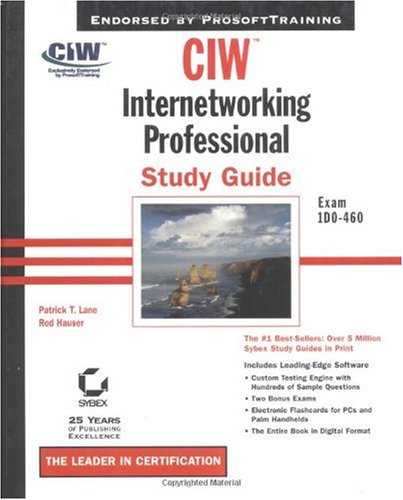 ENDORSED BY PROSOFTTRAINING
CIW™
Exclusively Endorsed
by ProsoftTraining
CIW™
Internetworking
Professional
Study Guide
Exam
1D0-460
Patrick T. Lane
Rod Hauser
The #1 Best-Sellers: Over 5 Million
Sybex Study Guides in Print
Includes Leading-Edge Software
• Custom Testing Engine with
Hundreds of Sample Questions
• Two Bonus Exams
• Electronic Flashcards for PCs and
Palm Handhelds
• The Entire Book in Digital Format
SYBEX
25 YEARS
OF PUBLISHING
EXCELLENCE
THE LEADER IN CERTIFICATION
Copyrighted Material